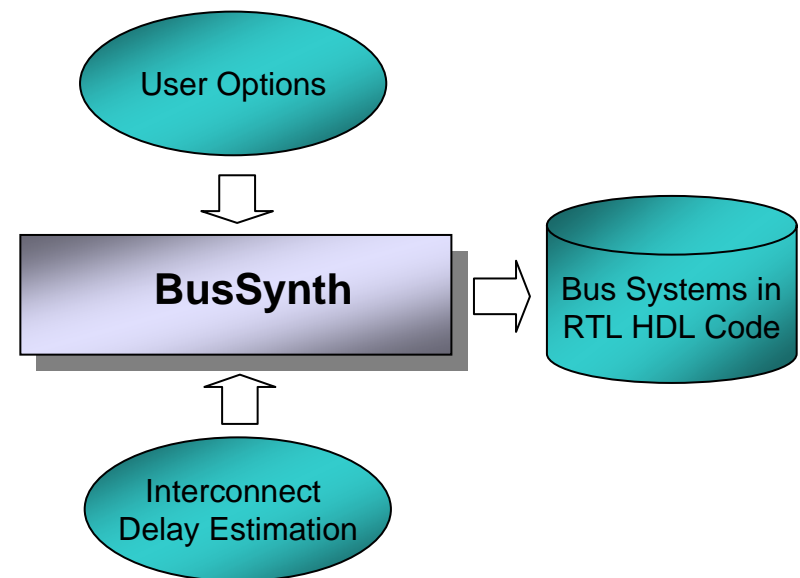 User Options
BusSynth
Bus Systems in
RTL HDL Code
Interconnect
Delay Estimation